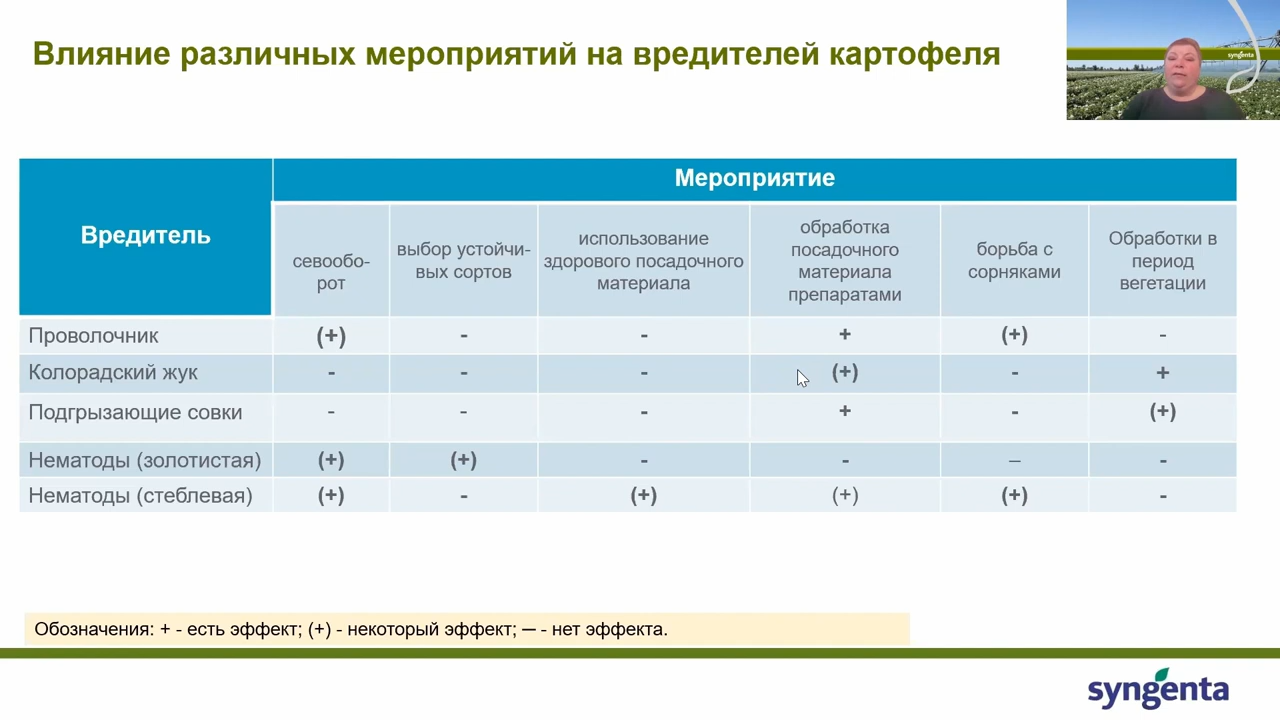 Влияние различных мероприятий на вредителей картофеля
syngenta
Вредитель
Мероприятие
севообо-
рот
выбор устойчи-
вых сортов
использование
здорового посадочного
материала
обработка
посадочного
материала
препаратами
борьба с
сорняками
Обработки в
период
вегетации
Проволочник (+) - - + (+) -
Колорадский жук - - - (+) - +
Подгрызающие совки - - - + - (+)
Нематоды (золотистая) (+) (+) - - – -
Нематоды (стеблевая) (+) - (+) (+) (+) -
Обозначения: + - есть эффект; (+) - некоторый эффект; ─ - нет эффекта.
syngenta